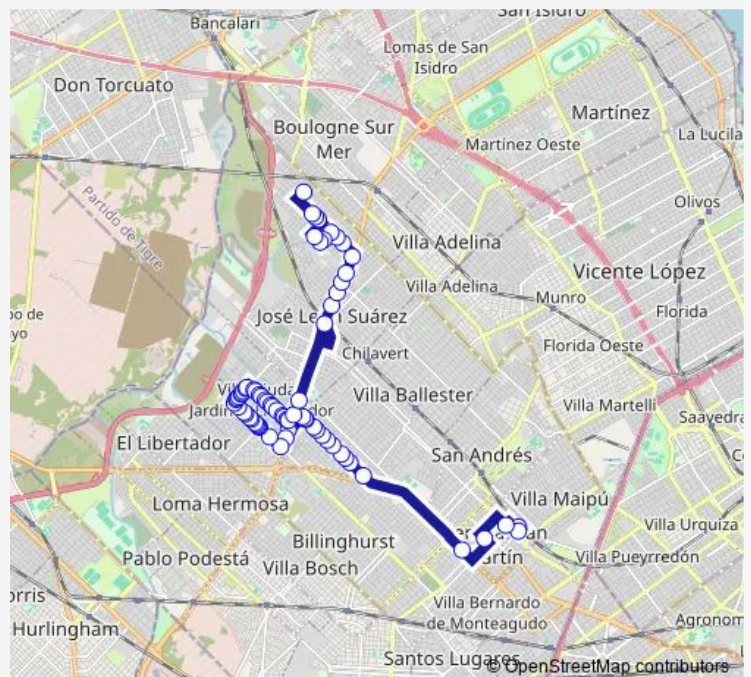 San Isidro
Bancalari
Lomas de San
Isidro
Don Torcuato
Martínez
Boulogne Sur
Mer
La Lucila
Martínez Oeste
Partido de Tigre
Olivos
Villa Adelina
Vicente López
Villa Adelina
Munro
Florida
José León Suárez
Florida Oeste
Chilavert
Villa Ballester
Villa Martelli
Saavedra
El Libertador
San Andrés
Loma Hermosa
Villa Maipú
Villa Urquiza
Billinghurst
Pablo Podestá
Villa Bosch
Villa Pueyrredón
Villa Bernardo
de Monteagudo
Hurlingham
Santos Lugares
© OpenStreetMap contributors